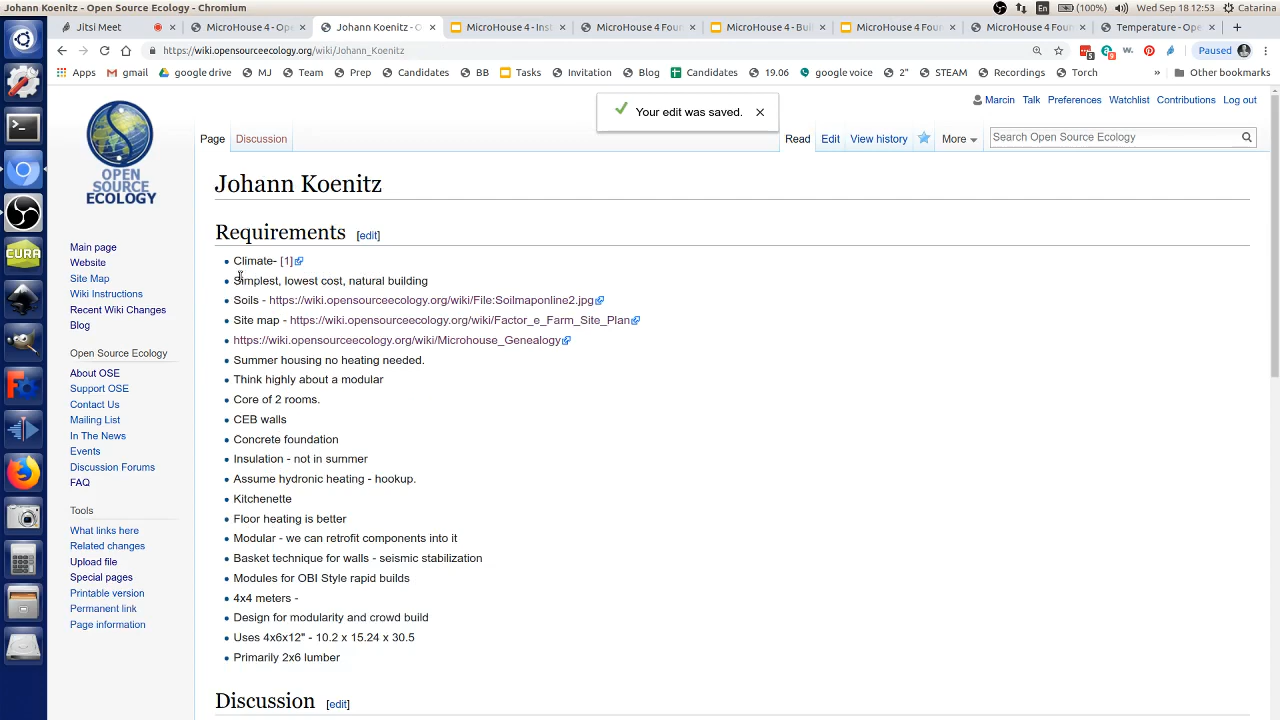 Johann Koenitz - Open Source Ecology - Chromium
En (100%) Wed Sep 18 12:53 Catarina
Jitsi Meet
MicroHouse 4 - Ope
Johann Koenitz - O
MicroHouse 4 - Inst
MicroHouse 4 Foun
MicroHouse 4 - Bui
MicroHouse 4 Foun
MicroHouse 4 Foun
Temperature - Ope
https://wiki.opensourceecology.org/wiki/Johann_Koenitz
Paused
Apps gmail google drive MJ Team Prep Candidates BB Tasks Invitation Blog Candidates 19.06 google voice 2" STEAM Recordings Torch » Other bookmarks
Marcin Talk Preferences Watchlist Contributions Log out
Your edit was saved.
Page Discussion Read Edit View history More Search Open Source Ecology
OPEN
SOURCE
ECOLOGY
CURA
Main page
Website
Site Map
Wiki Instructions
Recent Wiki Changes
Blog
Open Source Ecology
About OSE
Support OSE
Contact Us
Mailing List
In The News
Events
Discussion Forums
FAQ
Tools
What links here
Related changes
Upload file
Special pages
Printable version
Permanent link
Page information
Johann Koenitz
Requirements [edit]
Climate- [1]
Simplest, lowest cost, natural building
Soils - https://wiki.opensourceecology.org/wiki/File:Soilmaponline2.jpg
Site map - https://wiki.opensourceecology.org/wiki/Factor_e_Farm_Site_Plan
https://wiki.opensourceecology.org/wiki/Microhouse_Genealogy
Summer housing no heating needed.
Think highly about a modular
Core of 2 rooms.
CEB walls
Concrete foundation
Insulation - not in summer
Assume hydronic heating - hookup.
Kitchenette
Floor heating is better
Modular - we can retrofit components into it
Basket technique for walls - seismic stabilization
Modules for OBI Style rapid builds
4x4 meters -
Design for modularity and crowd build
Uses 4x6x12" - 10.2 x 15.24 x 30.5
Primarily 2x6 lumber
Discussion [edit]